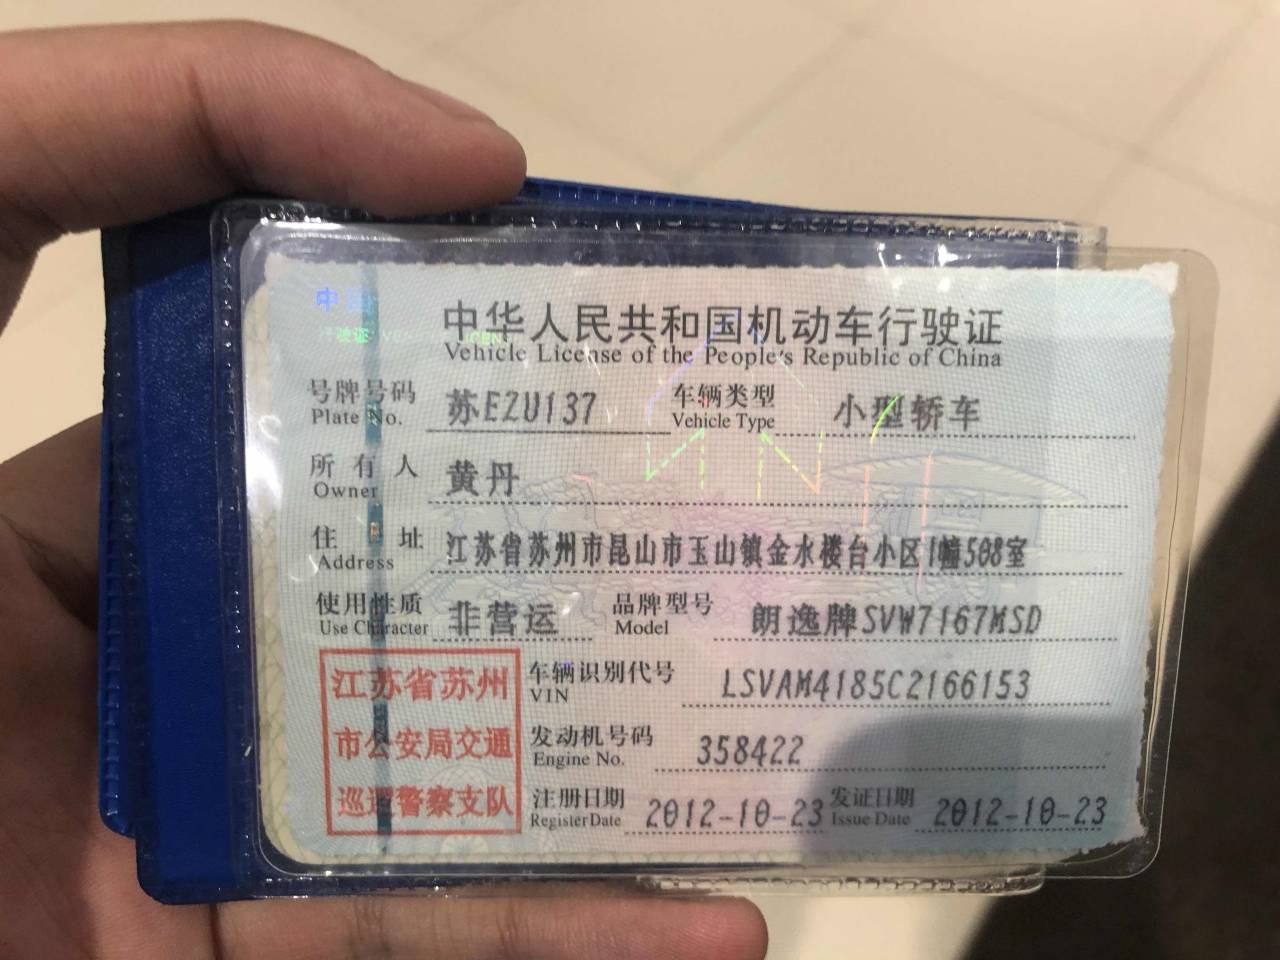 中国
行驶证
中华人民共和国机动车行驶证
Vehicle License of the People's Republic of China
号牌号码 Plate No. 苏EZU137 车辆类型 Vehicle Type 小型轿车
所有人 Owner 黄丹
住址 Address 江苏省苏州市昆山市玉山镇金水楼台小区1幢508室
使用性质 Use Character 非营运 品牌型号 Model 朗逸牌SVW7167MSD
车辆识别代号 VIN LSVAM4185C2166153
发动机号码 Engine No. 358422
注册日期 Register Date 2012-10-23 发证日期 Issue Date 2012-10-23
江苏省苏州
市公安局交通
巡逻警察支队